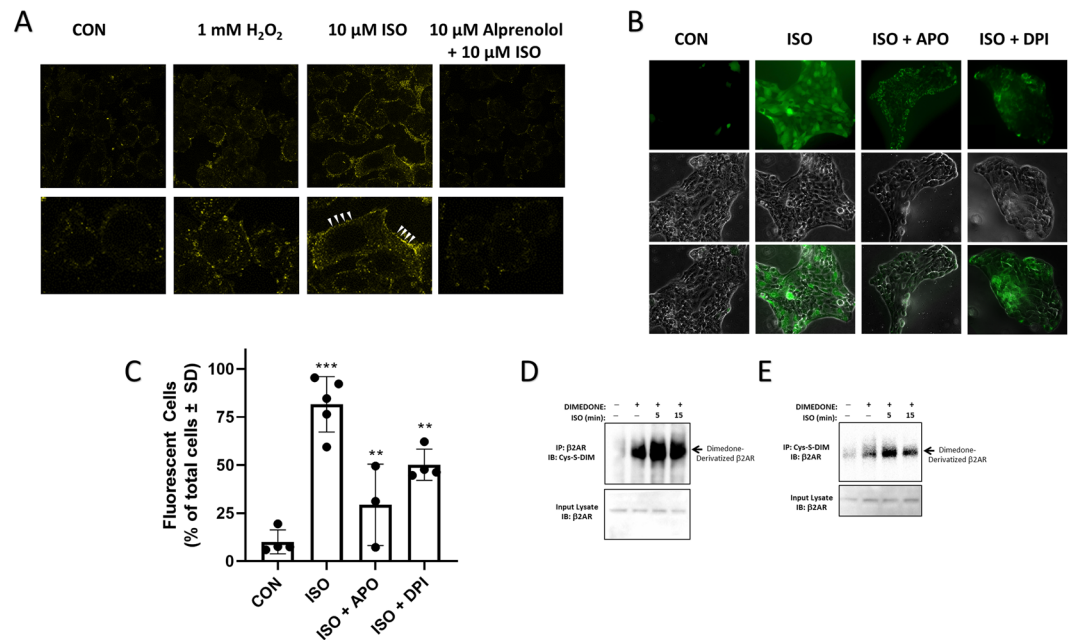 A
CON
1 mM H₂O₂
10 µM ISO
10 µM Alprenolol
+ 10 µM ISO
B
CON
ISO
ISO + APO
ISO + DPI
C
Fluorescent Cells
(% of total cells ± SD)
100
75
50
25
0
***
**
**
CON
ISO
ISO + APO
ISO + DPI
D
DIMEDONE: − + + +
ISO (min): − − 5 15
IP: β2AR
IB: Cys-S-DIM
Dimedone-
Derivatized β2AR
Input Lysate
IB: β2AR
E
DIMEDONE: − + + +
ISO (min): − − 5 15
IP: Cys-S-DIM
IB: β2AR
Dimedone-
Derivatized β2AR
Input Lysate
IB: β2AR